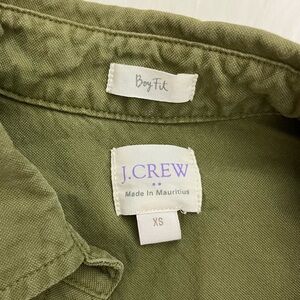 Boy Fit
J.CREW
Made In Mauritius
XS